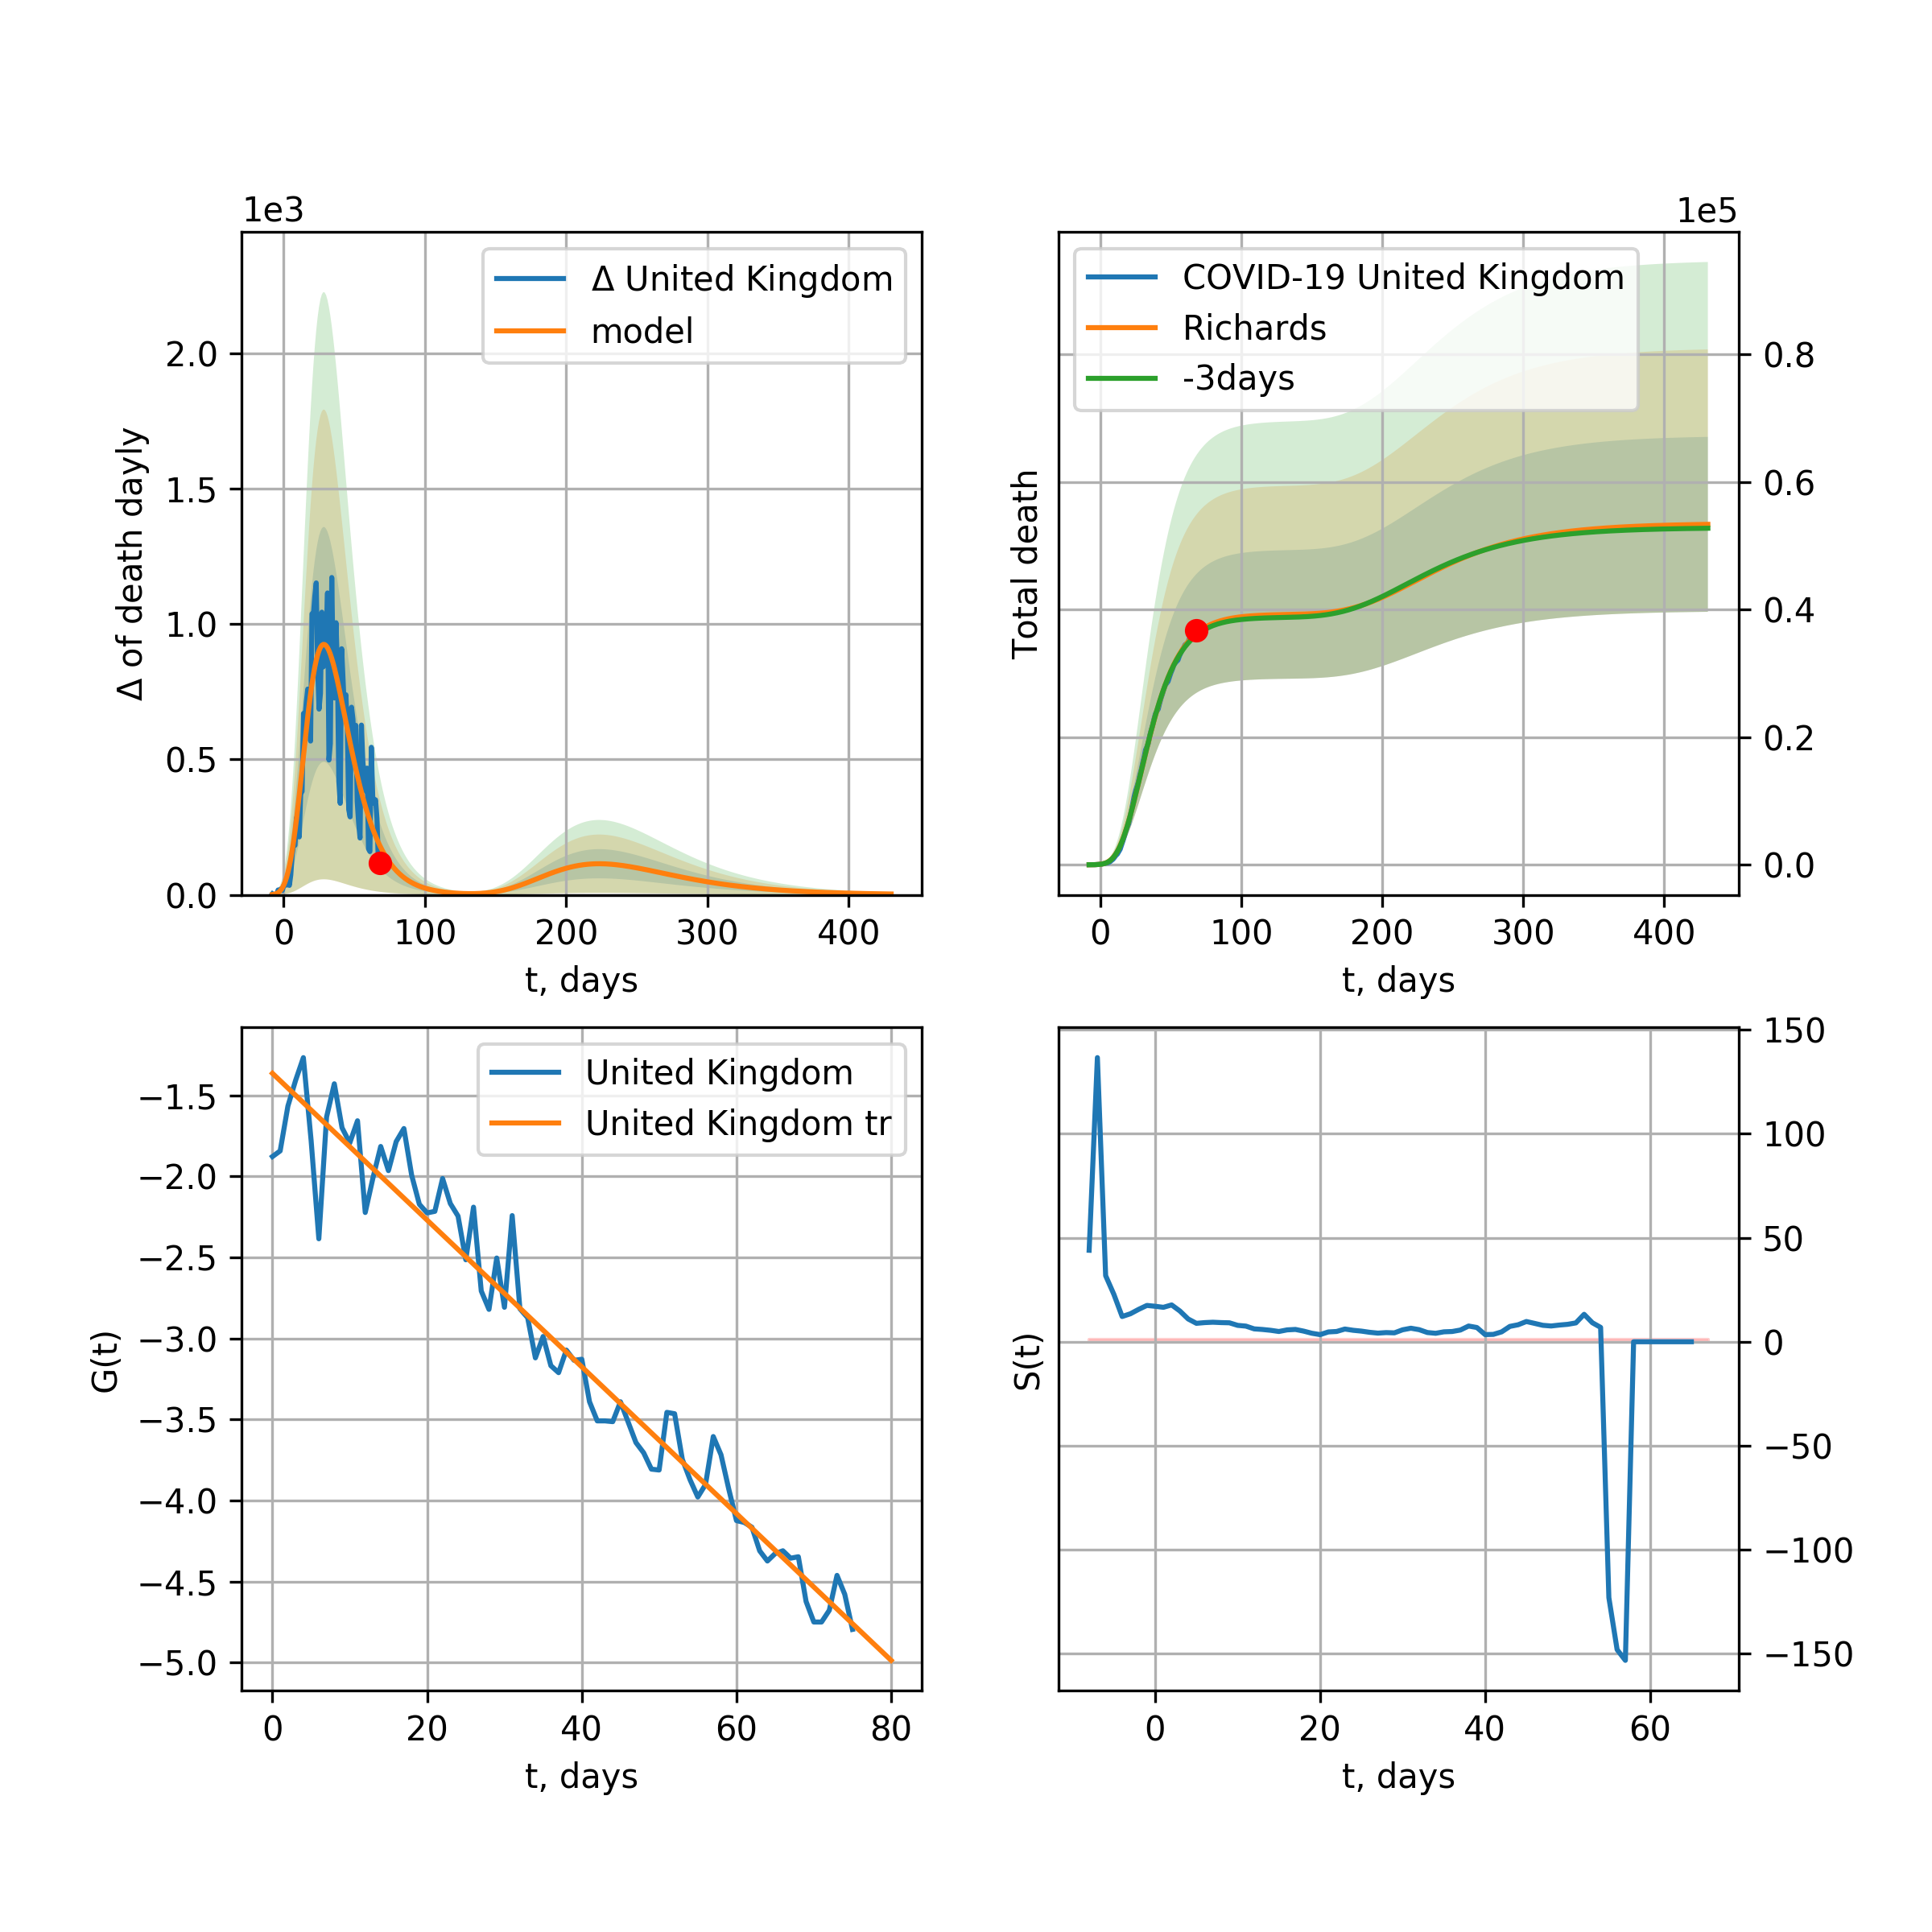 1e3
Δ United Kingdom
model
2.0
1.5
1.0
0.5
0.0
Δ of death dayly
0 100 200 300 400
t, days
1e5
COVID-19 United Kingdom
Richards
-3days
0.8
0.6
0.4
0.2
0.0
Total death
0 100 200 300 400
t, days
United Kingdom
United Kingdom tr
−1.5
−2.0
−2.5
−3.0
−3.5
−4.0
−4.5
−5.0
G(t)
0 20 40 60 80
t, days
150
100
50
0
−50
−100
−150
S(t)
0 20 40 60
t, days